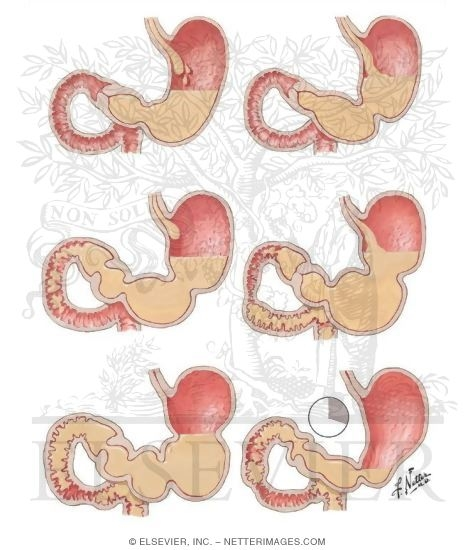 NON SOL
ELSEVIER
F. Netter
M.D.
© ELSEVIER, INC. – NETTERIMAGES.COM